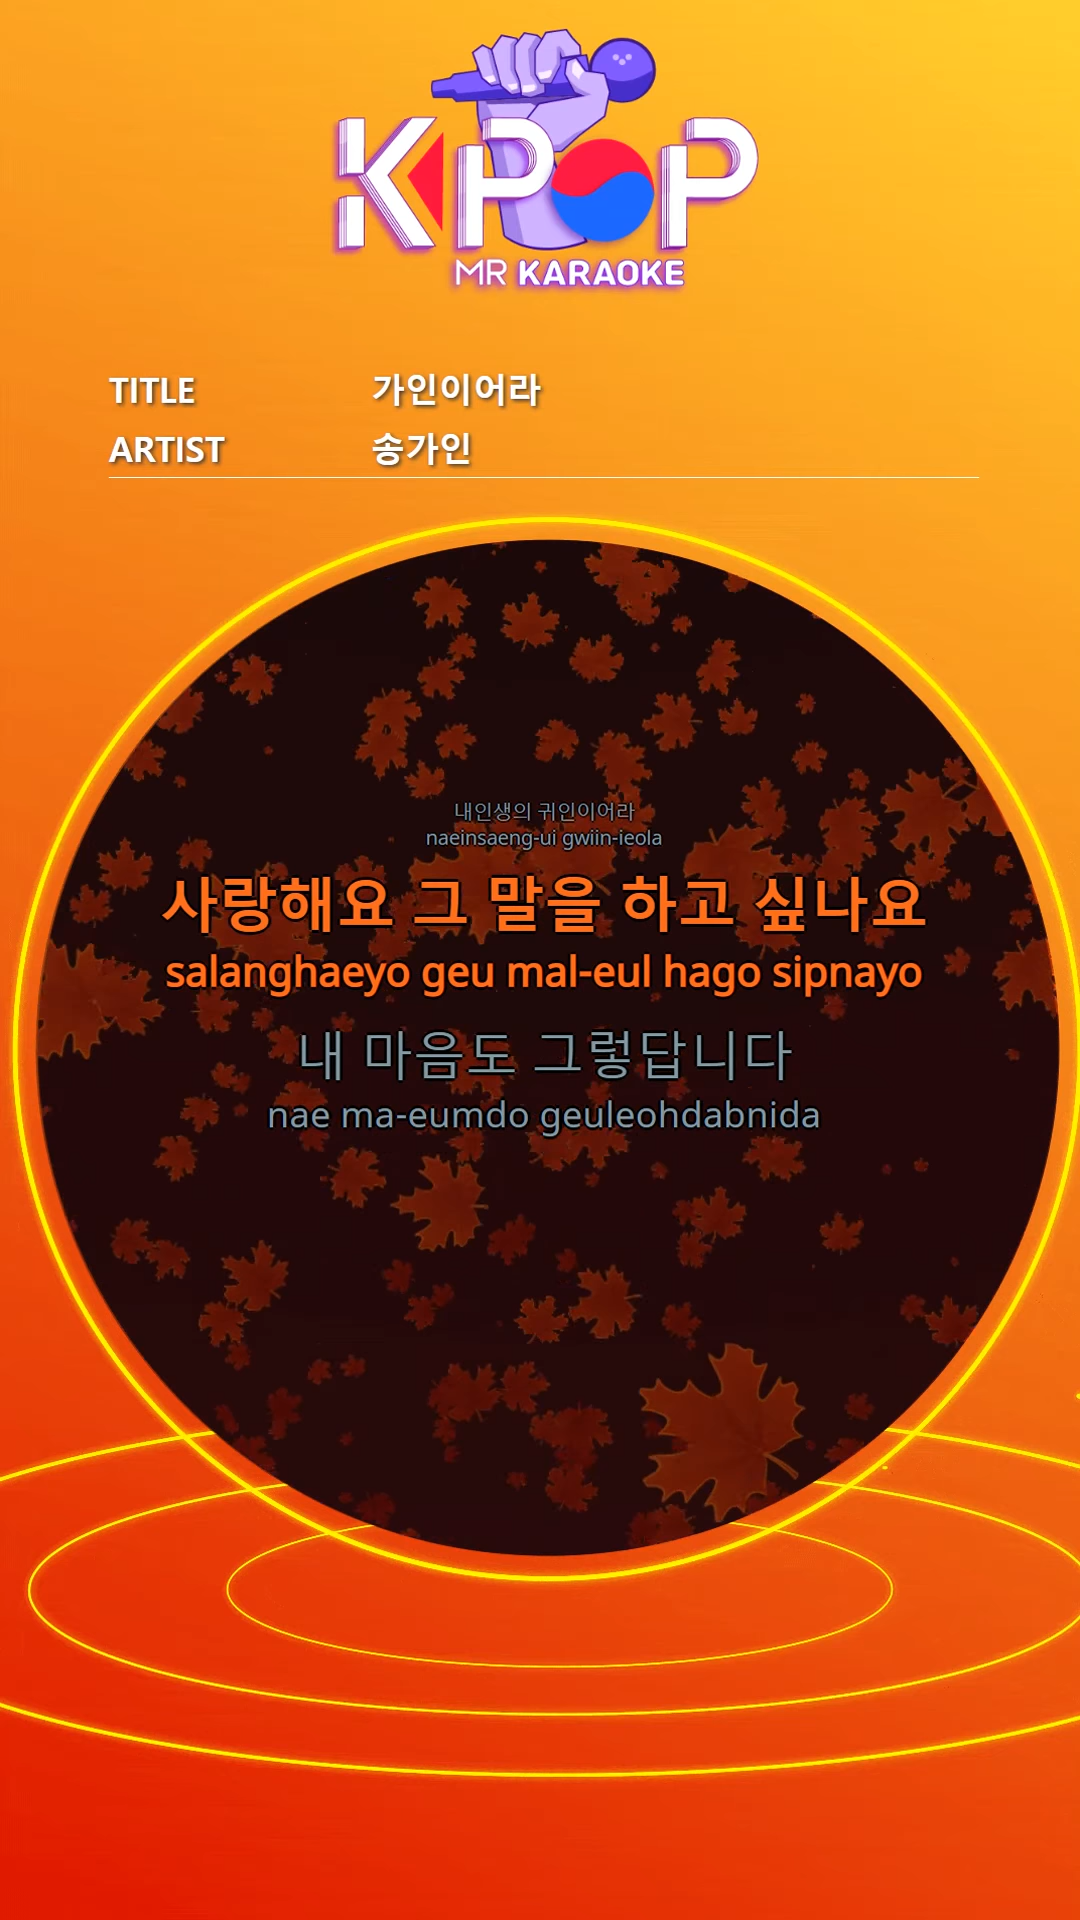 KPOP
MR KARAOKE
TITLE 가인이어라
ARTIST 송가인
내인생의 귀인이어라
naeinsaeng-ui gwiin-ieola
사랑해요 그 말을 하고 싶나요
salanghaeyo geu mal-eul hago sipnayo
내 마음도 그렇답니다
nae ma-eumdo geuleohdabnida